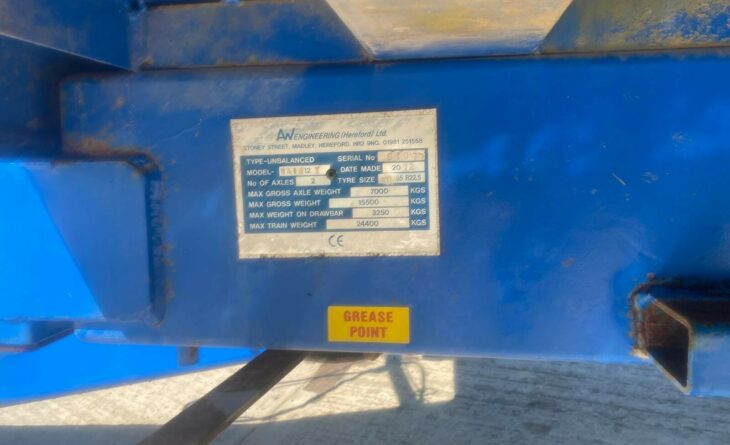 AW ENGINEERING (Hereford) Ltd.
STONEY STREET, MADLEY, HEREFORD. HR2 9NQ. 01981 251558
TYPE-UNBALANCED SERIAL No
MODEL- DATE MADE 20
No OF AXLES 2 TYRE SIZE R22.5
MAX GROSS AXLE WEIGHT 7000 KGS
MAX GROSS WEIGHT 15500 KGS
MAX WEIGHT ON DRAWBAR 3250 KGS
MAX TRAIN WEIGHT 24400 KGS
CE
GREASE
POINT